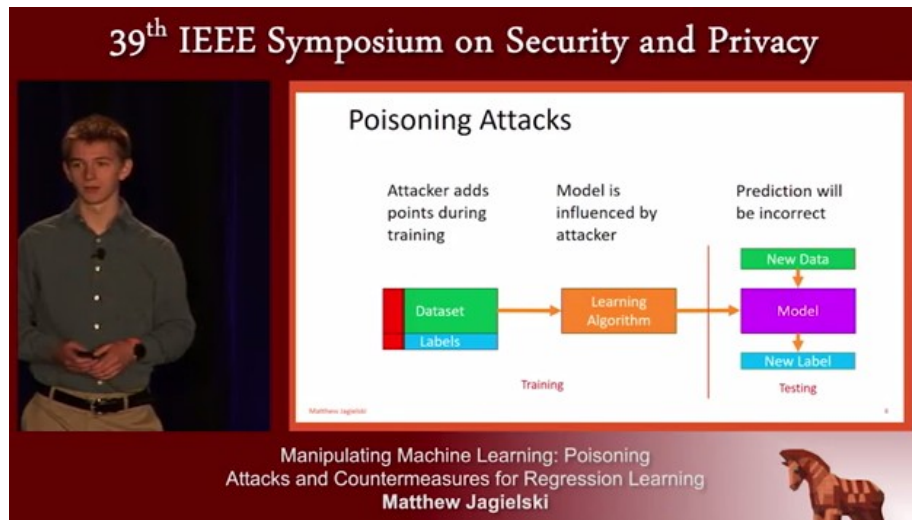 39th IEEE Symposium on Security and Privacy
Poisoning Attacks
Attacker adds
points during
training
Model is
influenced by
attacker
Prediction will
be incorrect
New Data
Dataset
Labels
Learning
Algorithm
Model
New Label
Training
Testing
Matthew Jagielski
Manipulating Machine Learning: Poisoning
Attacks and Countermeasures for Regression Learning
Matthew Jagielski